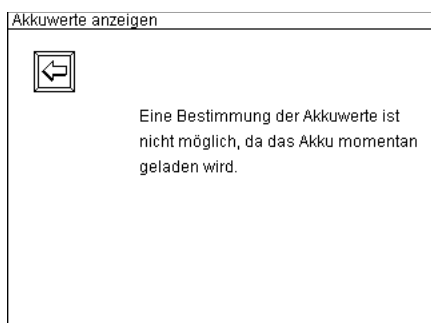 Akkuwerte anzeigen
Eine Bestimmung der Akkuwerte ist
nicht möglich, da das Akku momentan
geladen wird.